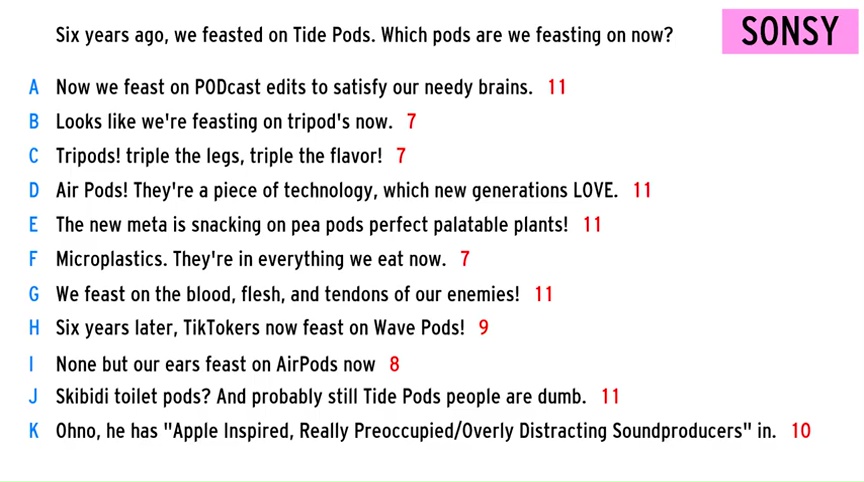 Six years ago, we feasted on Tide Pods. Which pods are we feasting on now?
SONSY
A Now we feast on PODcast edits to satisfy our needy brains. 11
B Looks like we're feasting on tripod's now. 7
C Tripods! triple the legs, triple the flavor! 7
D Air Pods! They're a piece of technology, which new generations LOVE. 11
E The new meta is snacking on pea pods perfect palatable plants! 11
F Microplastics. They're in everything we eat now. 7
G We feast on the blood, flesh, and tendons of our enemies! 11
H Six years later, TikTokers now feast on Wave Pods! 9
I None but our ears feast on AirPods now 8
J Skibidi toilet pods? And probably still Tide Pods people are dumb. 11
K Ohno, he has "Apple Inspired, Really Preoccupied/Overly Distracting Soundproducers" in. 10